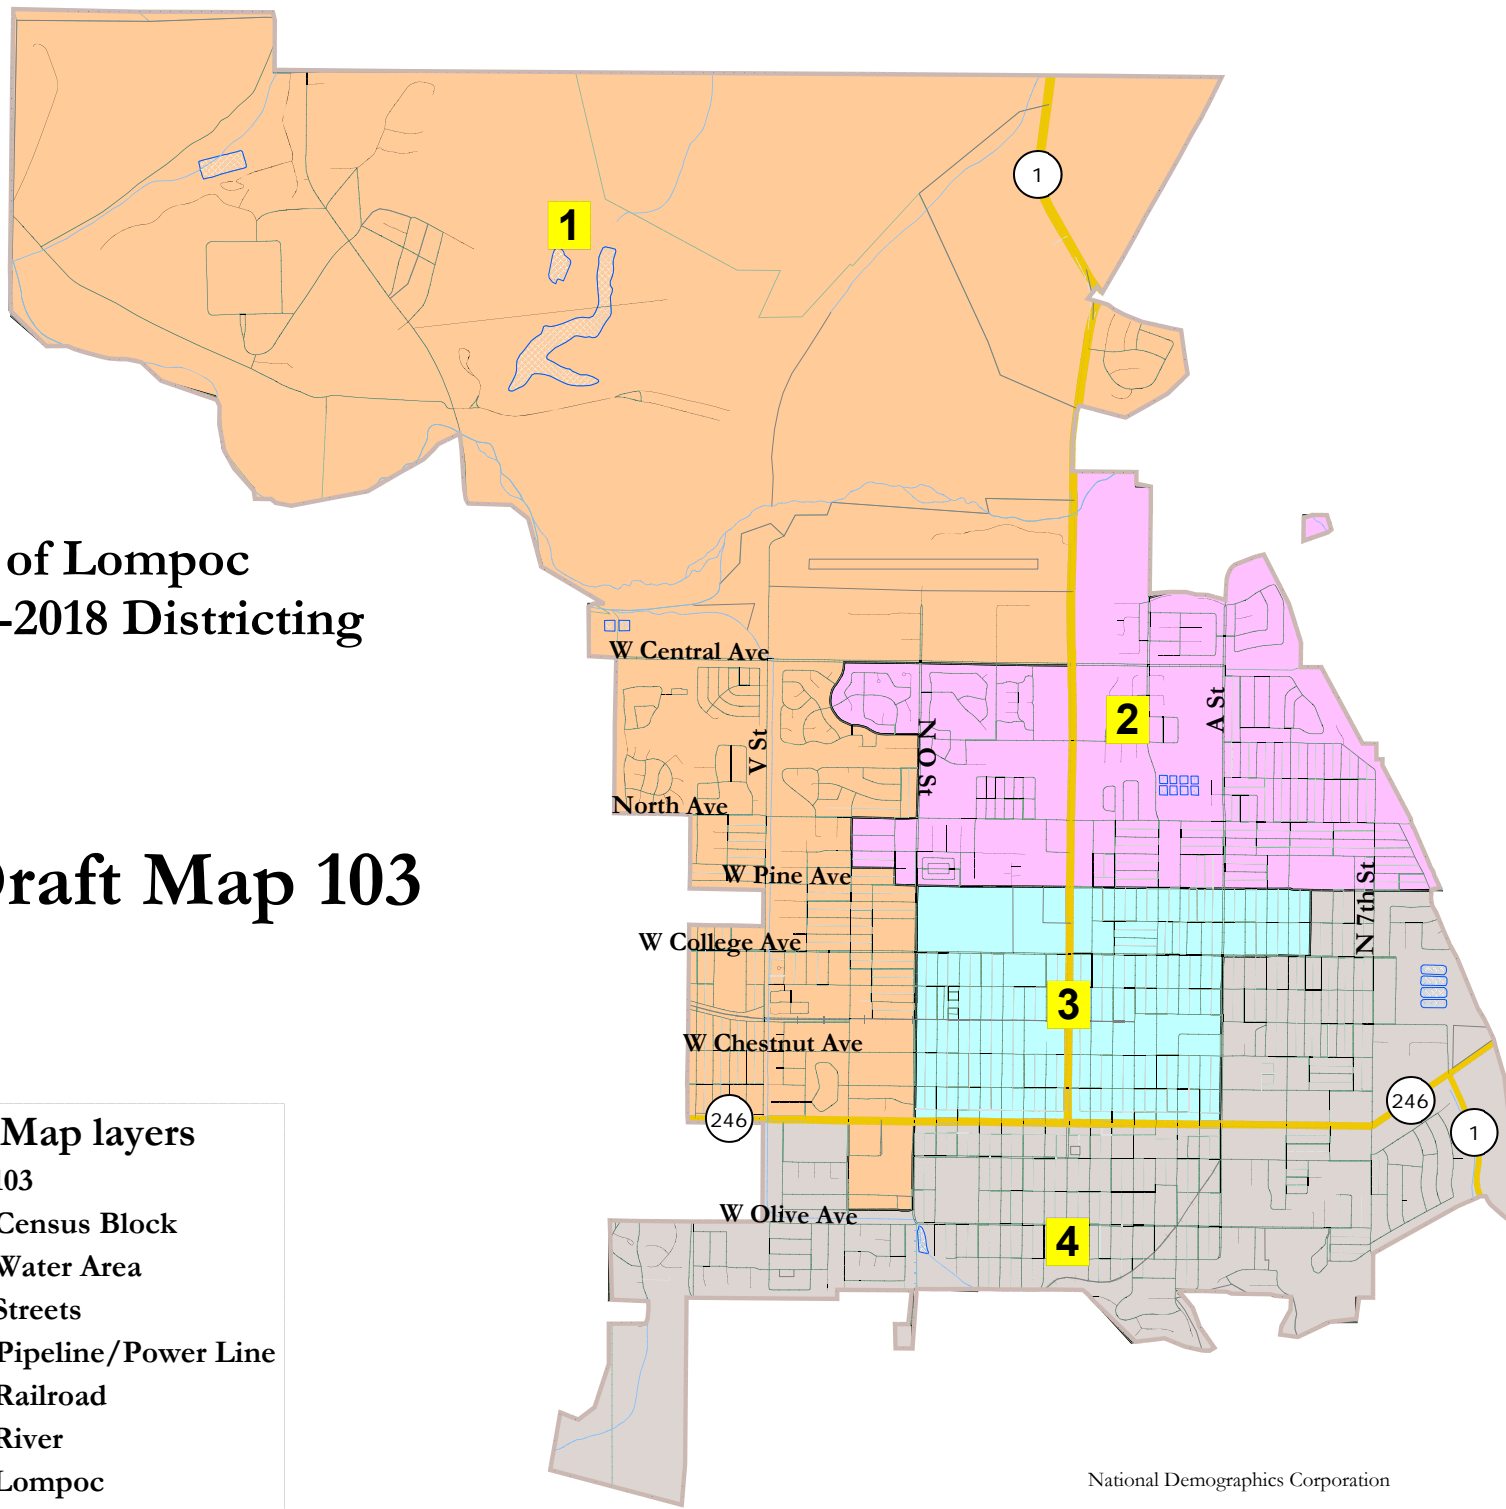 1
1
of Lompoc
-2018 Districting
W Central Ave
2
A St
N O St
V St
North Ave
Draft Map 103
W Pine Ave
N 7th St
W College Ave
3
W Chestnut Ave
246
246
1
Map layers
103
Census Block
Water Area
Streets
Pipeline/Power Line
Railroad
River
Lompoc
W Olive Ave
4
National Demographics Corporation